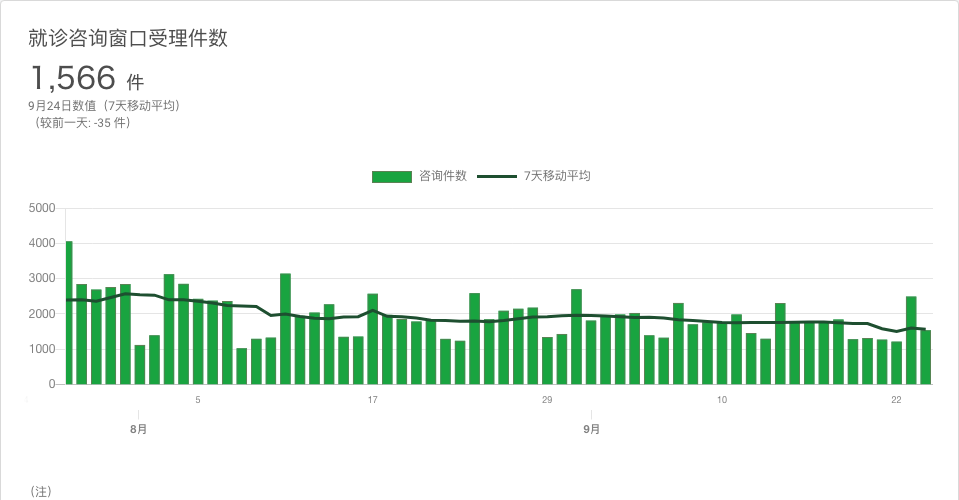 就诊咨询窗口受理件数
1,566 件
9月24日数值（7天移动平均）
（较前一天: -35 件）
咨询件数 7天移动平均
5000
4000
3000
2000
1000
0
5 17 29 10 22
8月 9月
（注）